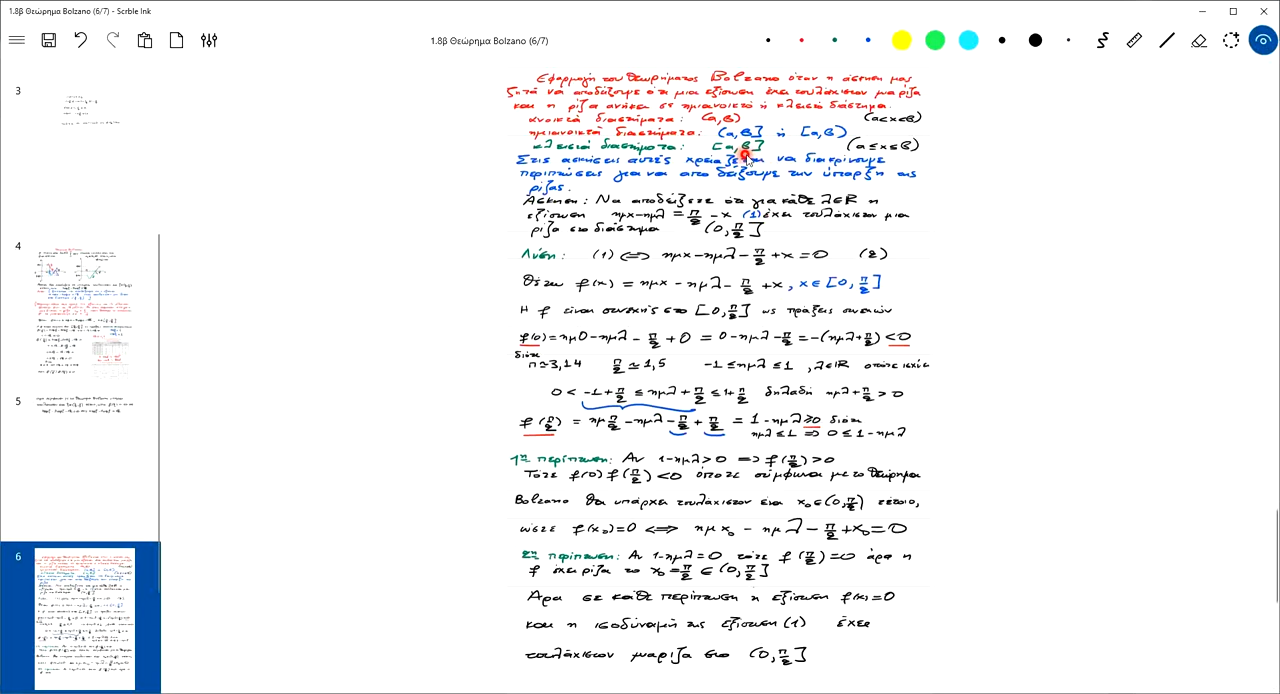 1.8β Θεώρημα Bolzano (6/7) - Scrble Ink
1.8β Θεώρημα Bolzano (6/7)
3
4
5
6
Εφαρμογή του Θεωρήματος Bolzano όταν η άσκηση μας
ζητά να αποδείξουμε ότι μια εξίσωση έχει τουλάχιστον μια ρίζα
και η ρίζα ανήκει σε ημιανοικτό ή κλειστό διάστημα.
ανοικτά διαστήματα: (α,β) (α<x<β)
ημιανοικτά διαστήματα: (α,β] ή [α,β)
κλειστά διαστήματα: [α,β] (α≤x≤β)
Στις ασκήσεις αυτές χρειάζεται να διακρίνουμε
περιπτώσεις για να αποδείξουμε την ύπαρξη της
ρίζας.
Άσκηση: Να αποδείξετε ότι για κάθε λ∈R η
εξίσωση ημx-ημλ = π/2 - x (1) έχει τουλάχιστον μια
ρίζα στο διάστημα (0,π/2]
Λύση: (1) <=> ημx-ημλ-π/2+x=0 (2)
Θέτω f(x) = ημx-ημλ-π/2+x, x∈[0,π/2]
Η f είναι συνεχής στο [0,π/2] ως πράξεις συνεχών
f(0)=ημ0-ημλ-π/2+0 = 0-ημλ-π/2=-(ημλ+π/2)<0
διότι
π≃3,14 π/2≃1,5 -1≤ημλ≤1, λ∈R οπότε ισχύει
0< -1+π/2 ≤ημλ+π/2≤1+π/2 δηλαδή ημλ+π/2>0
f(π/2) = ημπ/2-ημλ-π/2+π/2 = 1-ημλ≥0 διότι
ημλ≤1 => 0≤1-ημλ
1η περίπτωση: Αν 1-ημλ>0 => f(π/2)>0
Τότε f(0)f(π/2)<0 όποτε σύμφωνα με το θεώρημα
Bolzano θα υπάρχει τουλάχιστον ένα x₀∈(0,π/2) τέτοιο,
ώστε f(x₀)=0 <=> ημx₀-ημλ-π/2+x₀=0
2η περίπτωση: Αν 1-ημλ=0 τότε f(π/2)=0 άρα η
f έχει ρίζα το x₀=π/2∈(0,π/2]
Άρα σε κάθε περίπτωση η εξίσωση f(x)=0
και η ισοδύναμή της εξίσωση (1) έχει
τουλάχιστον μια ρίζα στο (0,π/2]